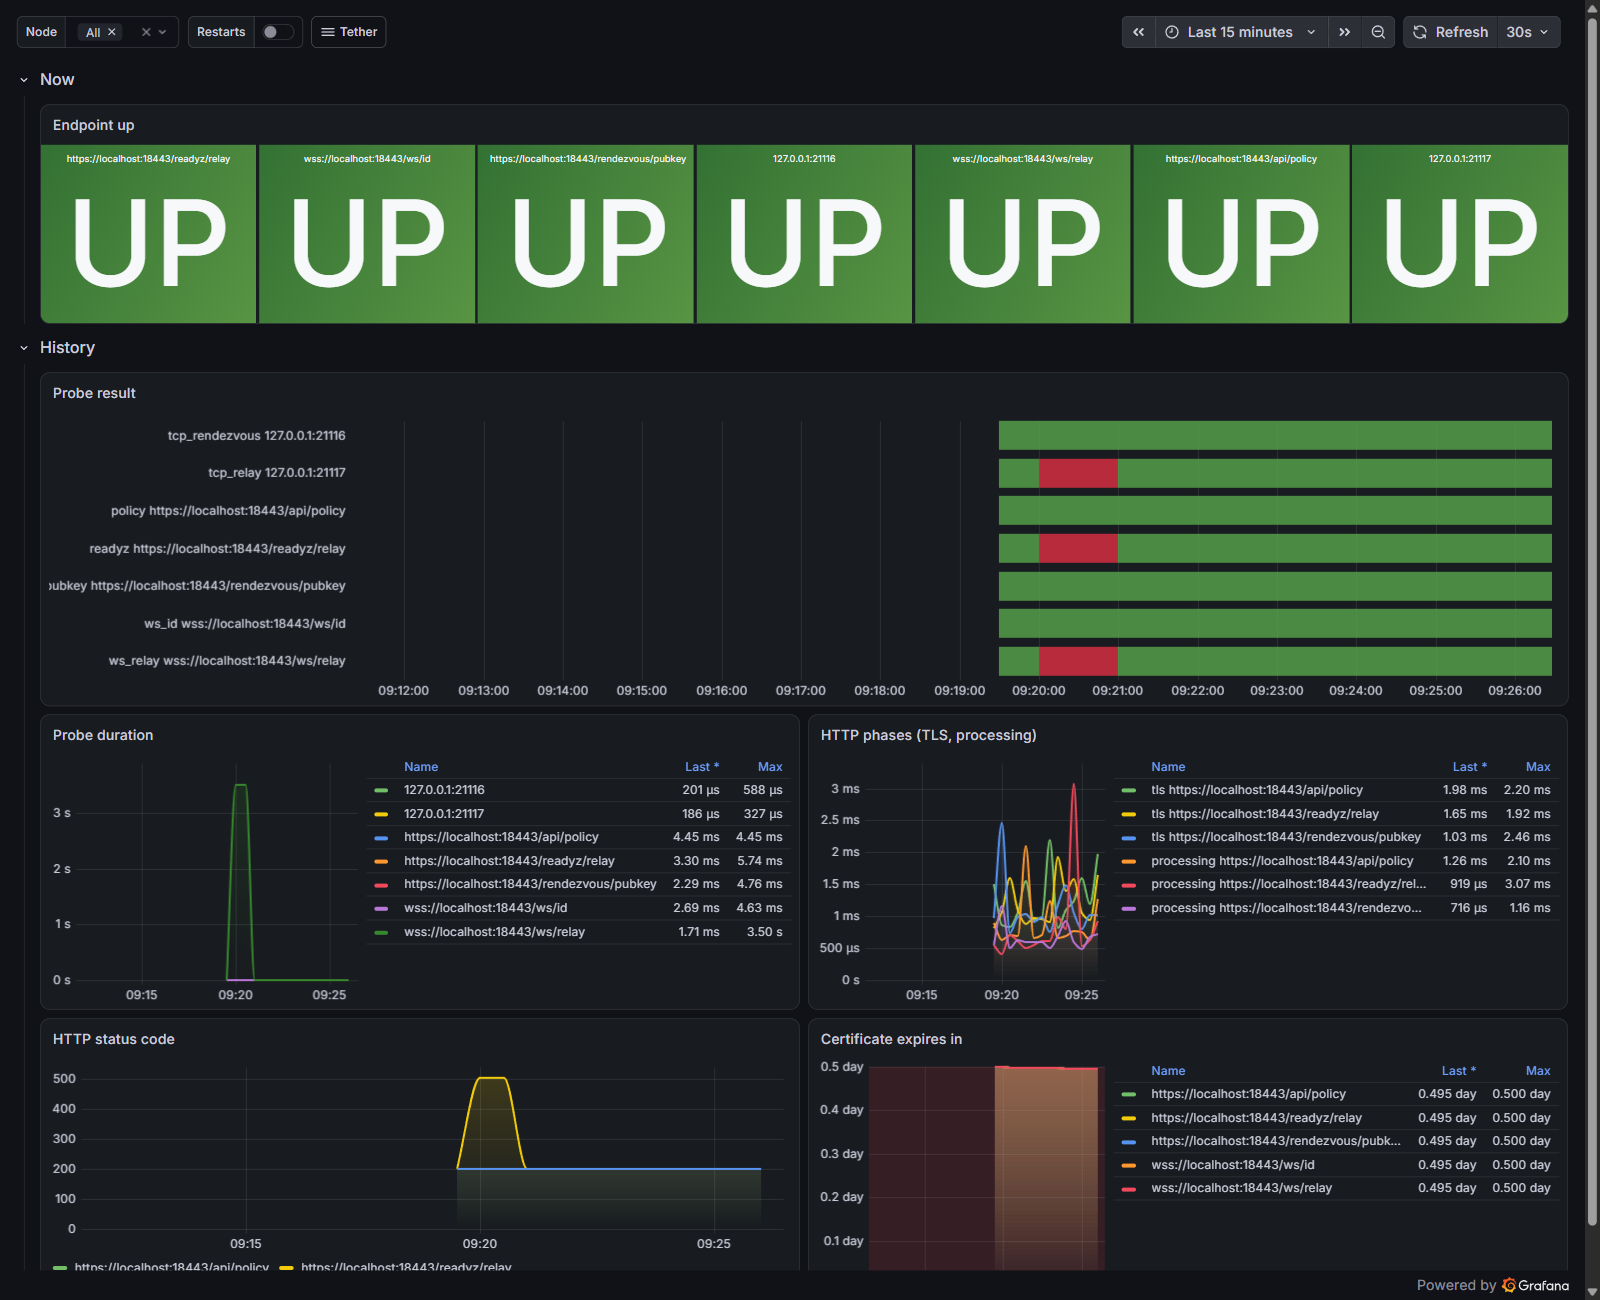 Node All × × Restarts Tether Last 15 minutes Refresh 30s
Now
Endpoint up
https://localhost:18443/readyz/relay wss://localhost:18443/ws/id https://localhost:18443/rendezvous/pubkey 127.0.0.1:21116 wss://localhost:18443/ws/relay https://localhost:18443/api/policy 127.0.0.1:21117
UP UP UP UP UP UP UP
History
Probe result
tcp_rendezvous 127.0.0.1:21116
tcp_relay 127.0.0.1:21117
policy https://localhost:18443/api/policy
readyz https://localhost:18443/readyz/relay
pubkey https://localhost:18443/rendezvous/pubkey
ws_id wss://localhost:18443/ws/id
ws_relay wss://localhost:18443/ws/relay
09:12:00 09:13:00 09:14:00 09:15:00 09:16:00 09:17:00 09:18:00 09:19:00 09:20:00 09:21:00 09:22:00 09:23:00 09:24:00 09:25:00 09:26:00
Probe duration
3 s
2 s
1 s
0 s
09:15 09:20 09:25
Name Last * Max
127.0.0.1:21116 201 µs 588 µs
127.0.0.1:21117 186 µs 327 µs
https://localhost:18443/api/policy 4.45 ms 4.45 ms
https://localhost:18443/readyz/relay 3.30 ms 5.74 ms
https://localhost:18443/rendezvous/pubkey 2.29 ms 4.76 ms
wss://localhost:18443/ws/id 2.69 ms 4.63 ms
wss://localhost:18443/ws/relay 1.71 ms 3.50 s
HTTP phases (TLS, processing)
3 ms
2.5 ms
2 ms
1.5 ms
1 ms
500 µs
0 s
09:15 09:20 09:25
Name Last * Max
tls https://localhost:18443/api/policy 1.98 ms 2.20 ms
tls https://localhost:18443/readyz/relay 1.65 ms 1.92 ms
tls https://localhost:18443/rendezvous/pubkey 1.03 ms 2.46 ms
processing https://localhost:18443/api/policy 1.26 ms 2.10 ms
processing https://localhost:18443/readyz/rel... 919 µs 3.07 ms
processing https://localhost:18443/rendezvo... 716 µs 1.16 ms
HTTP status code
500
400
300
200
100
0
09:15 09:20 09:25
https://localhost:18443/api/policy https://localhost:18443/readyz/relay
Certificate expires in
0.5 day
0.4 day
0.3 day
0.2 day
0.1 day
Name Last * Max
https://localhost:18443/api/policy 0.495 day 0.500 day
https://localhost:18443/readyz/relay 0.495 day 0.500 day
https://localhost:18443/rendezvous/pubk... 0.495 day 0.500 day
wss://localhost:18443/ws/id 0.495 day 0.500 day
wss://localhost:18443/ws/relay 0.495 day 0.500 day
Powered by Grafana